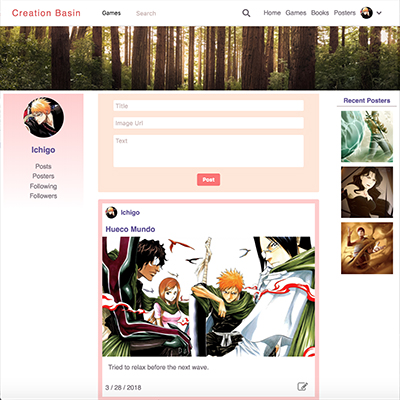 Creation Basin
Games
Search
Home Games Books Posters
Ichigo
Posts
Posters
Following
Followers
Title
Image Url
Text
Post
Ichigo
Hueco Mundo
Tried to relax before the next wave.
3 / 28 / 2018
Recent Posters